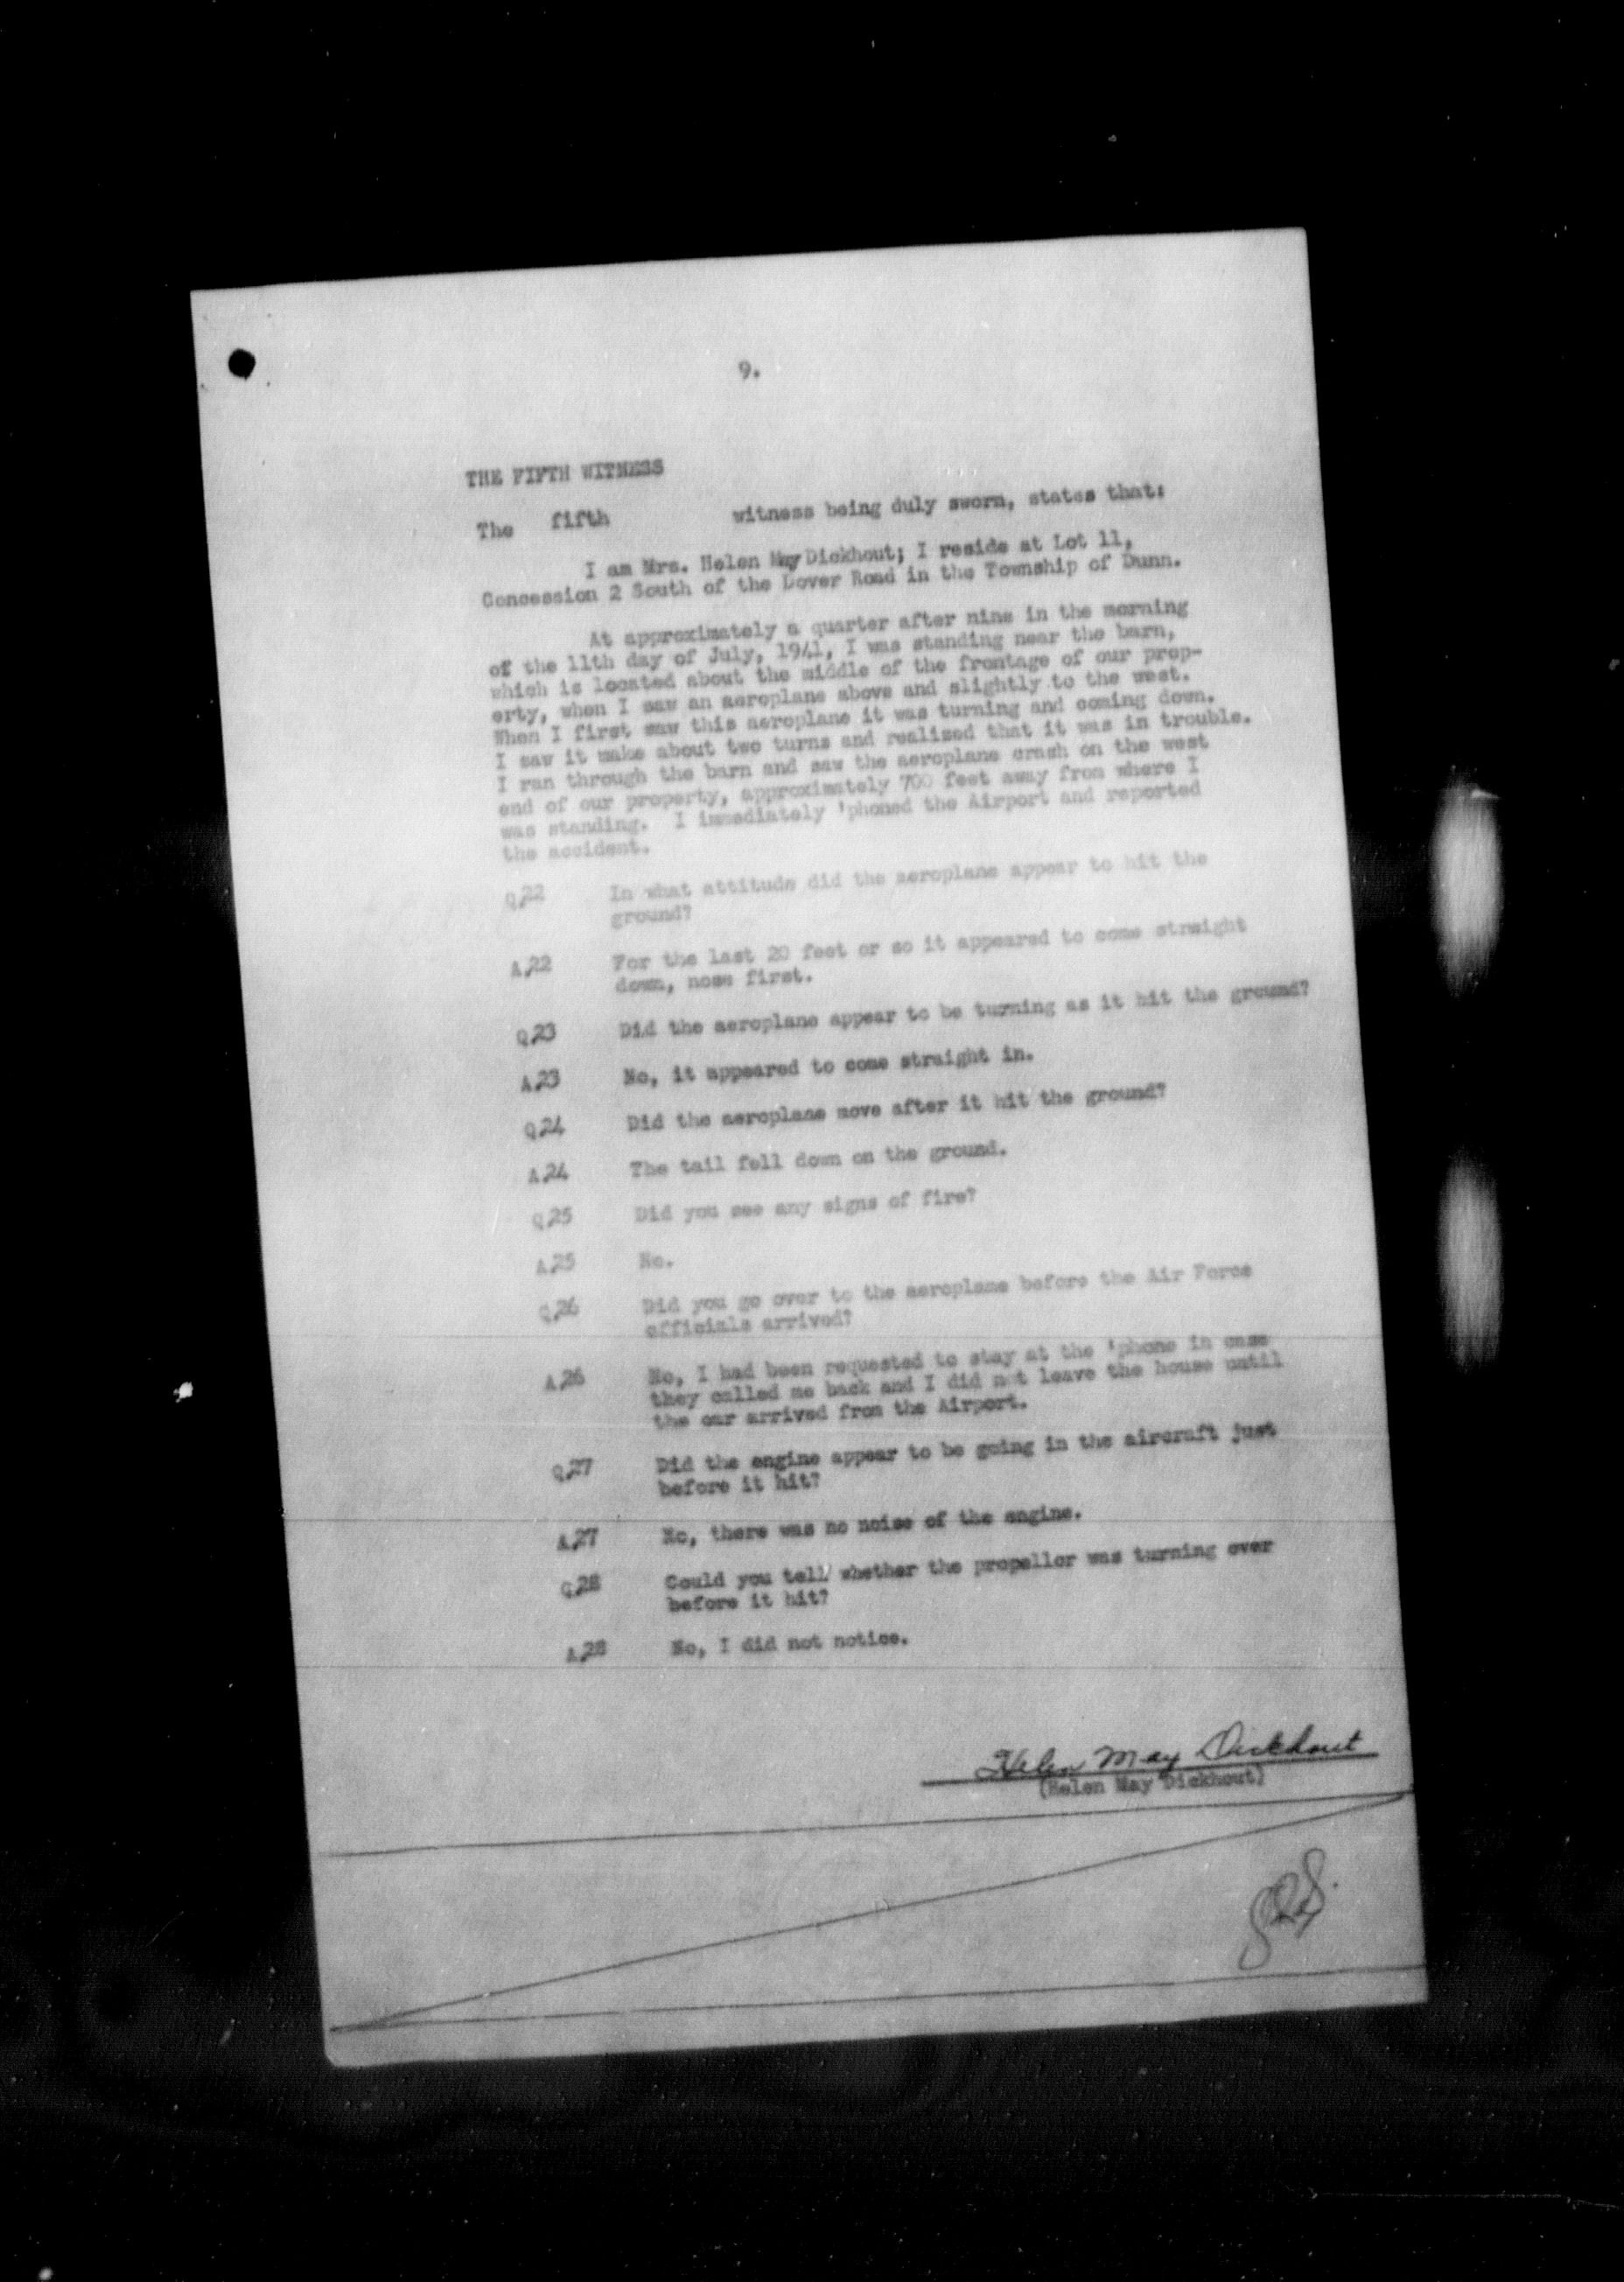 9.
THE FIFTH WITNESS
The fifth witness being duly sworn, states that:
I am Mrs. Helen May Dickhout; I reside at Lot 11,
Concession 2 South of the Dover Road in the Township of Dunn.
At approximately a quarter after nine in the morning
of the 11th day of July, 1941, I was standing near the barn,
which is located about the middle of the frontage of our prop-
erty, when I saw an aeroplane above and slightly to the west.
When I first saw this aeroplane it was turning and coming down.
I saw it make about two turns and realized that it was in trouble.
I ran through the barn and saw the aeroplane crash on the west
end of our property, approximately 700 feet away from where I
was standing. I immediately 'phoned the Airport and reported
the accident.
Q.22 In what attitude did the aeroplane appear to hit the
ground?
A.22 For the last 20 feet or so it appeared to come straight
down, nose first.
Q.23 Did the aeroplane appear to be turning as it hit the ground?
A.23 No, it appeared to come straight in.
Q.24 Did the aeroplane move after it hit the ground?
A.24 The tail fell down on the ground.
Q.25 Did you see any signs of fire?
A.25 No.
Q.26 Did you go over to the aeroplane before the Air Force
officials arrived?
A.26 No, I had been requested to stay at the 'phone in case
they called me back and I did not leave the house until
the car arrived from the Airport.
Q.27 Did the engine appear to be going in the aircraft just
before it hit?
A.27 No, there was no noise of the engine.
Q.28 Could you tell whether the propellor was turning over
before it hit?
A.28 No, I did not notice.
Helen May Dickhout
(Helen May Dickhout)